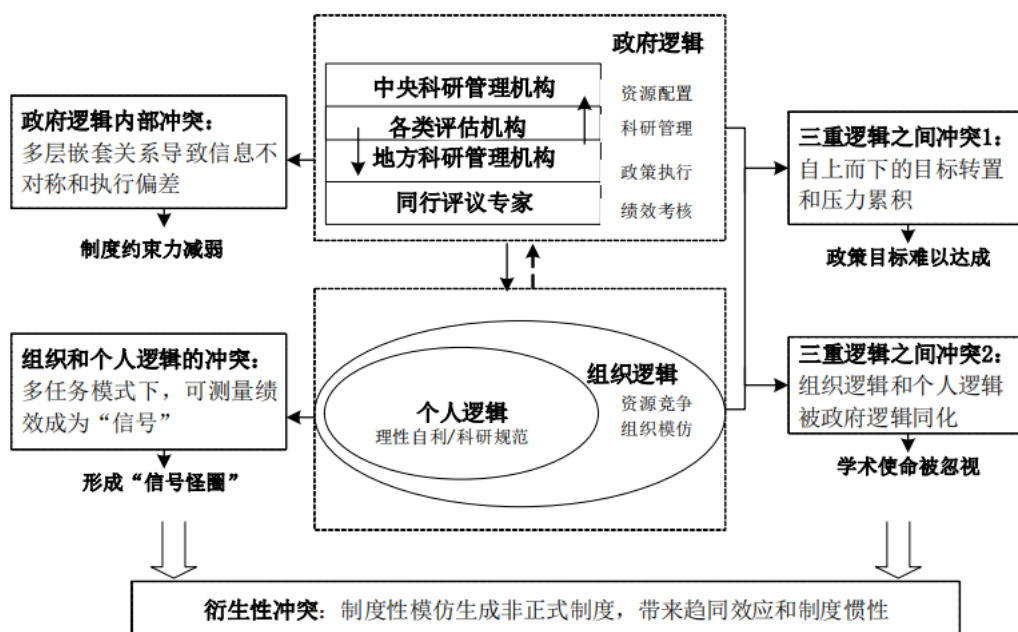 政府逻辑
中央科研管理机构
资源配置
各类评估机构
科研管理
地方科研管理机构
政策执行
同行评议专家
绩效考核
政府逻辑内部冲突：
多层嵌套关系导致信息不
对称和执行偏差
制度约束力减弱
三重逻辑之间冲突1：
自上而下的目标转置
和压力累积
政策目标难以达成
组织和个人逻辑的冲突：
多任务模式下，可测量绩
效成为“信号”
形成“信号怪圈”
组织逻辑
资源竞争
组织模仿
个人逻辑
理性自利/科研规范
三重逻辑之间冲突2：
组织逻辑和个人逻辑
被政府逻辑同化
学术使命被忽视
衍生性冲突：制度性模仿生成非正式制度，带来趋同效应和制度惯性